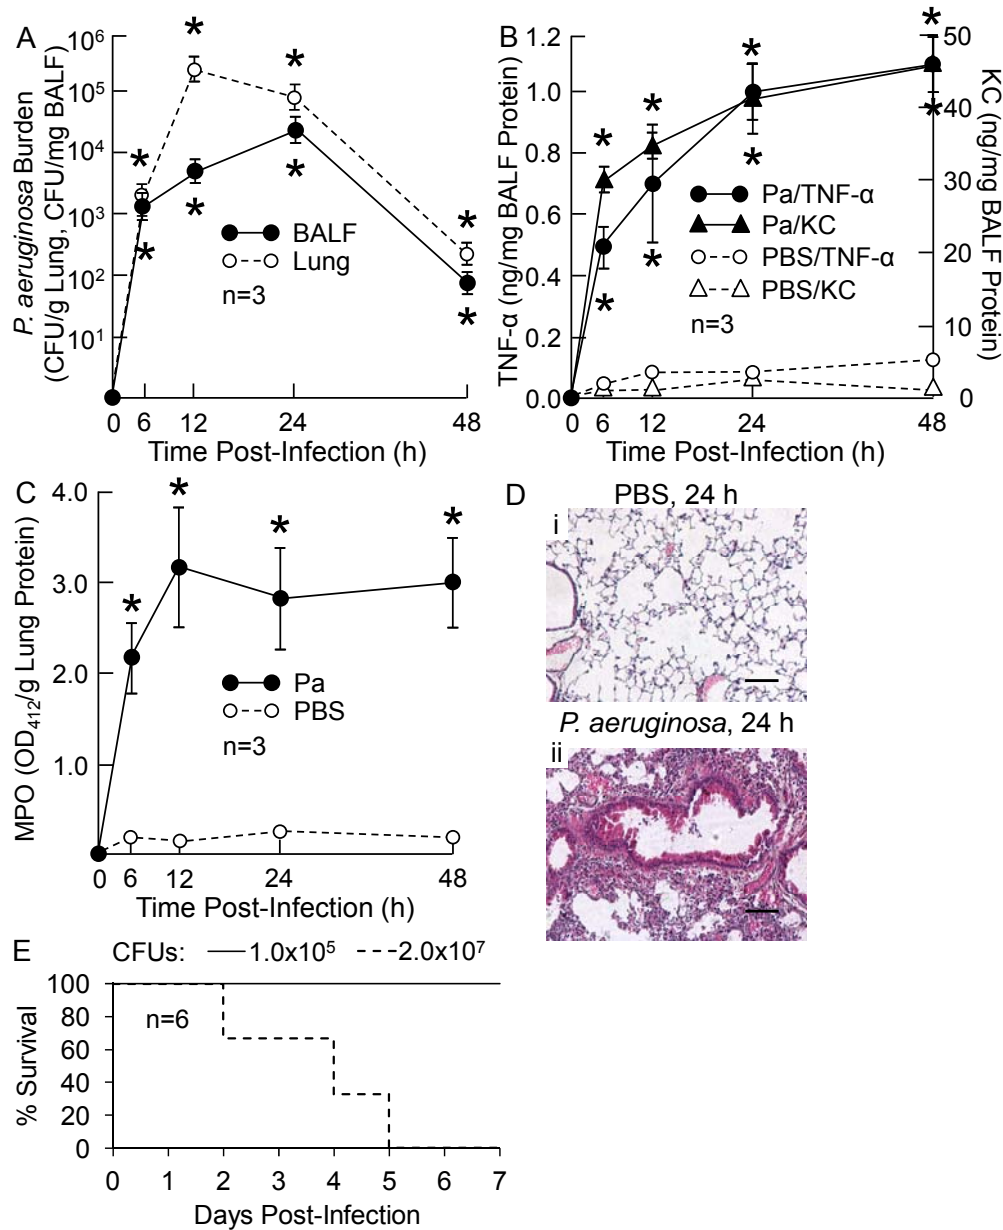 A
P. aeruginosa Burden
(CFU/g Lung, CFU/mg BALF)
10⁶
10⁵
10⁴
10³
10²
10¹
*
*
*
*
*
*
*
*
BALF
Lung
n=3
0 6 12 24 48
Time Post-Infection (h)
B
TNF-α (ng/mg BALF Protein)
1.2
1.0
0.8
0.6
0.4
0.2
0.0
*
*
*
*
*
*
*
*
Pa/TNF-α
Pa/KC
PBS/TNF-α
PBS/KC
n=3
50
40
30
20
10
0
KC (ng/mg BALF Protein)
0 6 12 24 48
Time Post-Infection (h)
C
MPO (OD₄₁₂/g Lung Protein)
4.0
3.0
2.0
1.0
*
*
*
*
Pa
PBS
n=3
0 6 12 24 48
Time Post-Infection (h)
D
PBS, 24 h
i
P. aeruginosa, 24 h
ii
E
CFUs: 1.0x10⁵ 2.0x10⁷
% Survival
100
80
60
40
20
0
n=6
0 1 2 3 4 5 6 7
Days Post-Infection